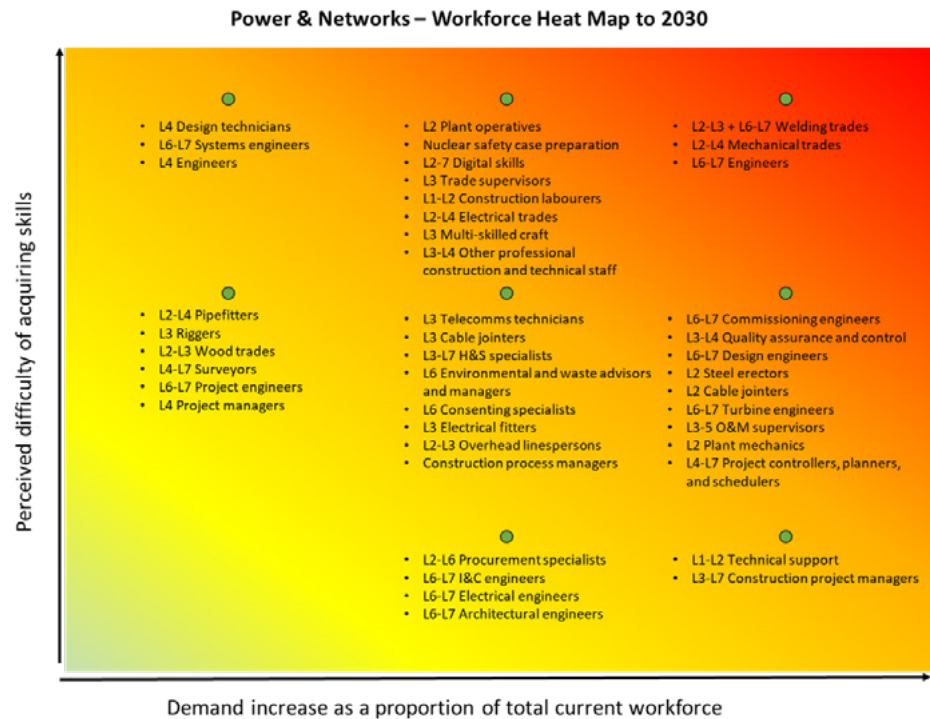 Power & Networks – Workforce Heat Map to 2030
Perceived difficulty of acquiring skills
• L4 Design technicians
• L6-L7 Systems engineers
• L4 Engineers
• L2 Plant operatives
• Nuclear safety case preparation
• L2-7 Digital skills
• L3 Trade supervisors
• L1-L2 Construction labourers
• L2-L4 Electrical trades
• L3 Multi-skilled craft
• L3-L4 Other professional
construction and technical staff
• L2-L3 + L6-L7 Welding trades
• L2-L4 Mechanical trades
• L6-L7 Engineers
• L2-L4 Pipefitters
• L3 Riggers
• L2-L3 Wood trades
• L4-L7 Surveyors
• L6-L7 Project engineers
• L4 Project managers
• L3 Telecomms technicians
• L3 Cable jointers
• L3-L7 H&S specialists
• L6 Environmental and waste advisors
and managers
• L6 Consenting specialists
• L3 Electrical fitters
• L2-L3 Overhead linespersons
• Construction process managers
• L6-L7 Commissioning engineers
• L3-L4 Quality assurance and control
• L6-L7 Design engineers
• L2 Steel erectors
• L2 Cable jointers
• L6-L7 Turbine engineers
• L3-5 O&M supervisors
• L2 Plant mechanics
• L4-L7 Project controllers, planners,
and schedulers
• L2-L6 Procurement specialists
• L6-L7 I&C engineers
• L6-L7 Electrical engineers
• L6-L7 Architectural engineers
• L1-L2 Technical support
• L3-L7 Construction project managers
Demand increase as a proportion of total current workforce